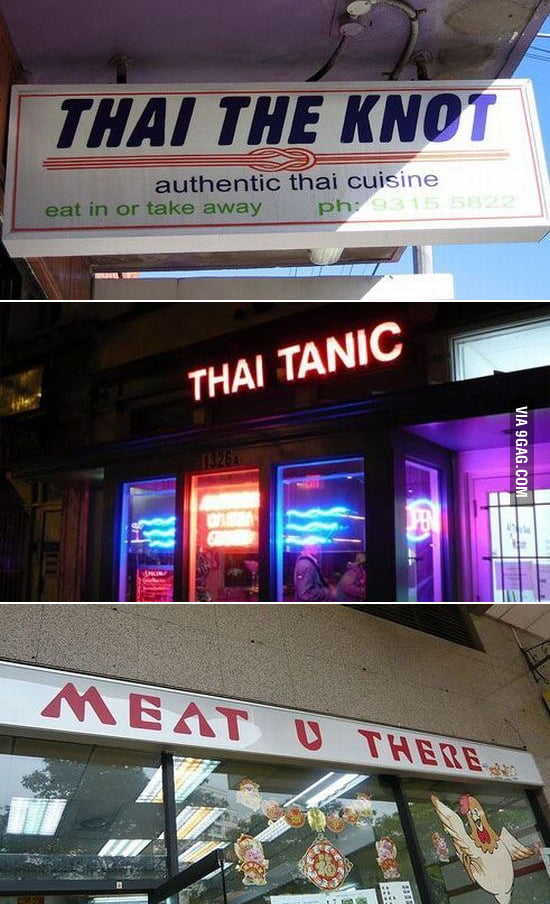 THAI THE KNOT
authentic thai cuisine
eat in or take away ph: 9315 5822
THAI TANIC
1326A
VIA 9GAG.COM
MEAT U THERE